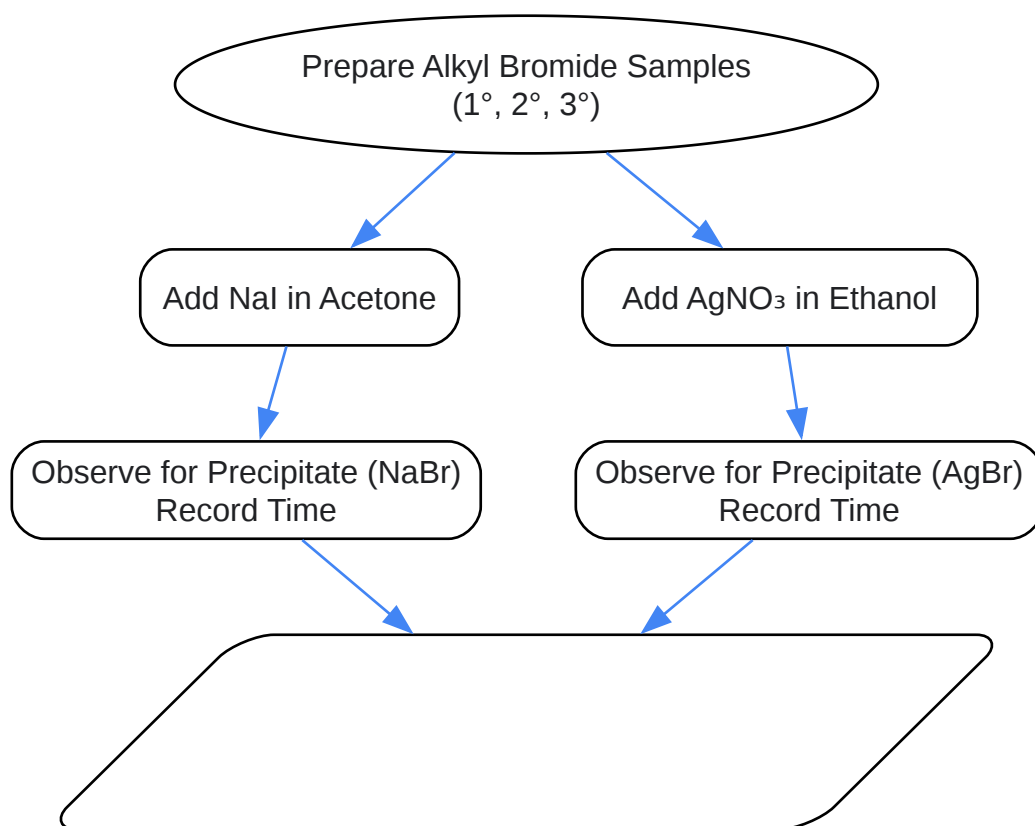 Prepare Alkyl Bromide Samples
(1°, 2°, 3°)
Add NaI in Acetone
Add AgNO₃ in Ethanol
Observe for Precipitate (NaBr)
Record Time
Observe for Precipitate (AgBr)
Record Time